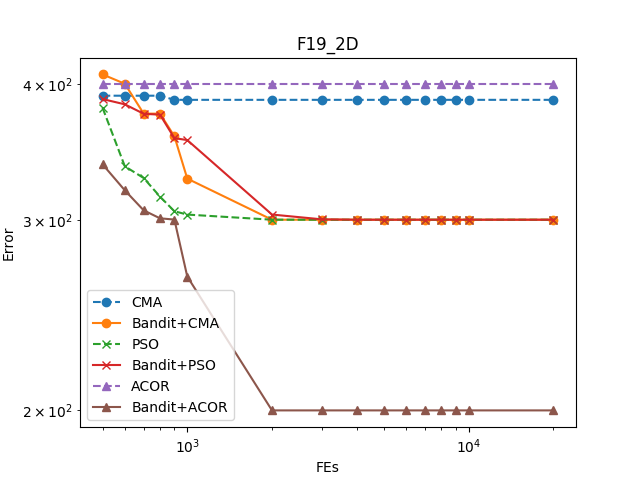 F19_2D
Error
4 × 10²
3 × 10²
2 × 10²
CMA
Bandit+CMA
PSO
Bandit+PSO
ACOR
Bandit+ACOR
10³
10⁴
FEs